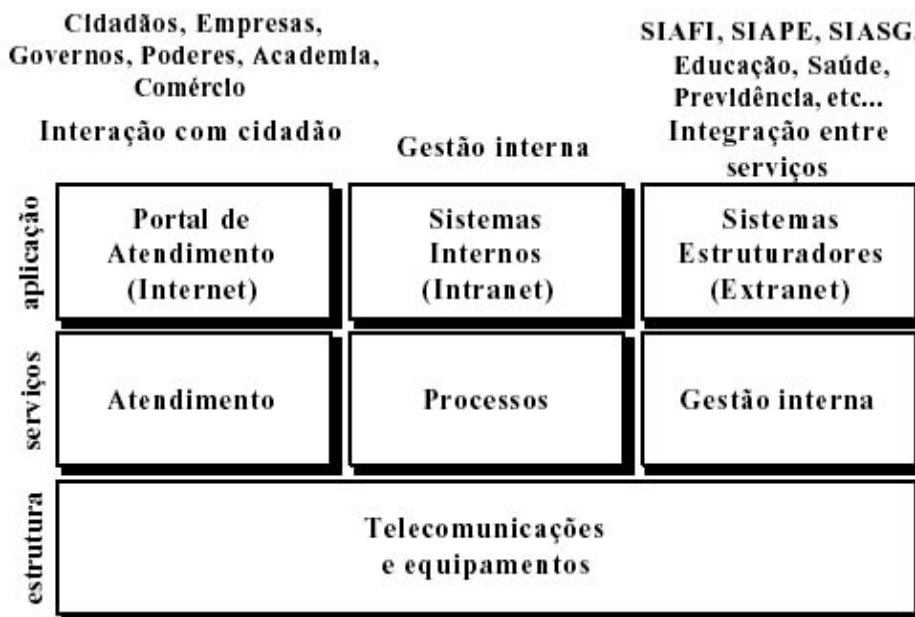 Cidadãos, Empresas,
Governos, Poderes, Academia,
Comércio
Interação com cidadão
Gestão interna
SIAFI, SIAPE, SIASG,
Educação, Saúde,
Previdência, etc...
Integração entre
serviços
aplicação
Portal de
Atendimento
(Internet)
Sistemas
Internos
(Intranet)
Sistemas
Estruturadores
(Extranet)
serviços
Atendimento
Processos
Gestão interna
estrutura
Telecomunicações
e equipamentos